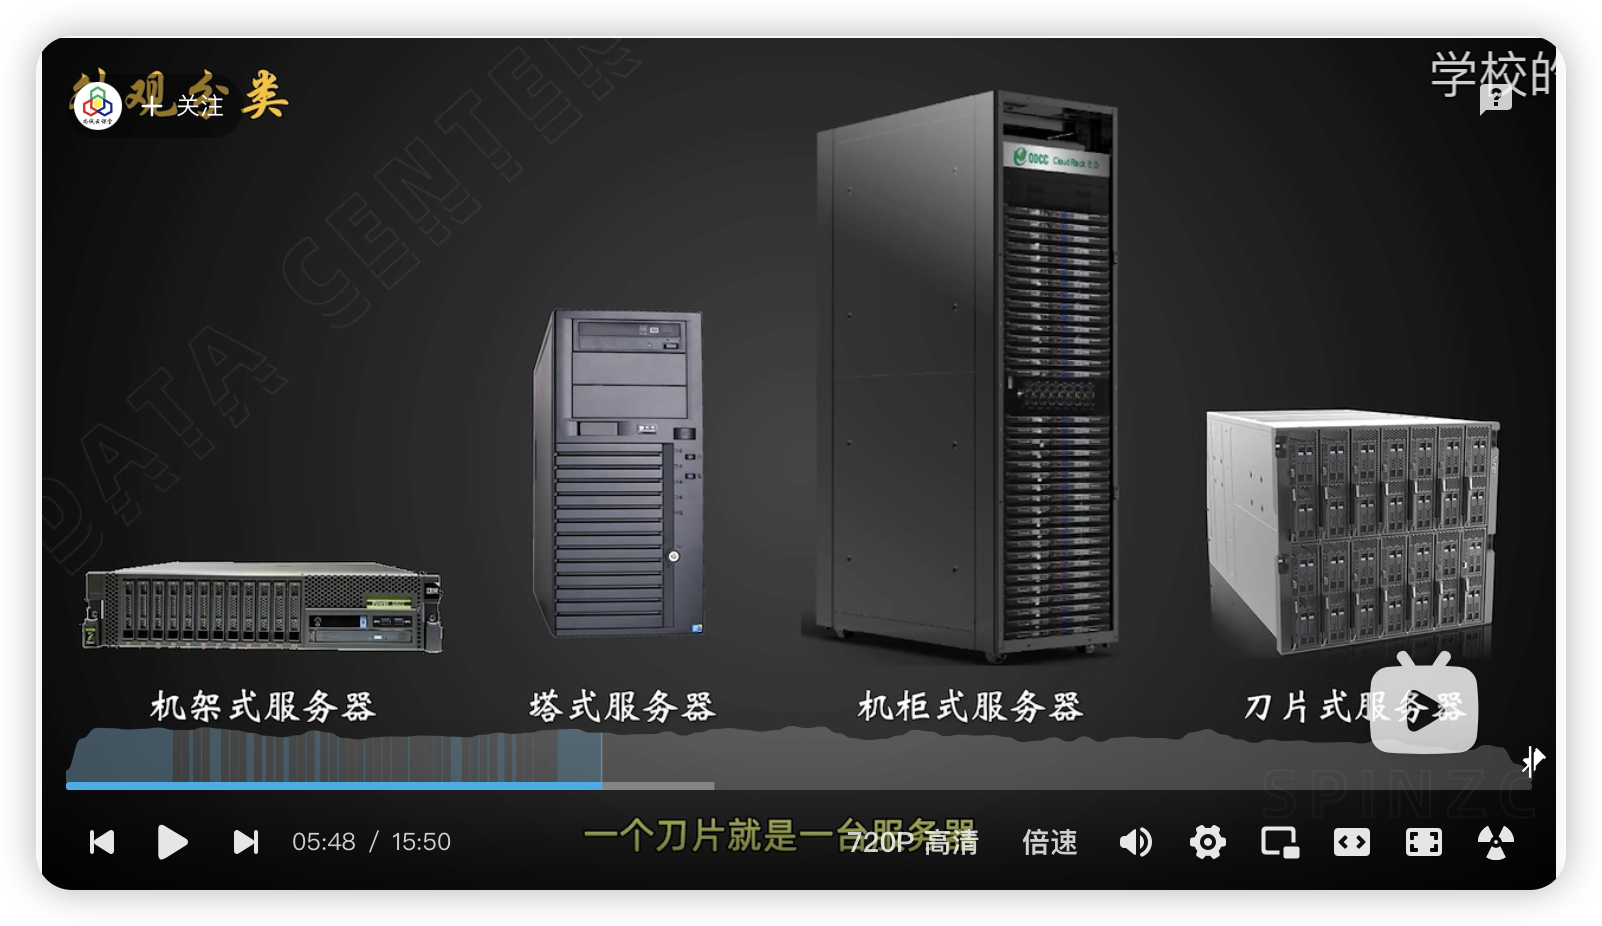 外观分类
+ 关注
学校的
?
DATA CENTER
ODCC Cloud Rack 2.0
IBM
机架式服务器
塔式服务器
机柜式服务器
刀片式服务器
SPINZC
05:48 / 15:50
一个刀片就是一台服务器
720P 高清
倍速